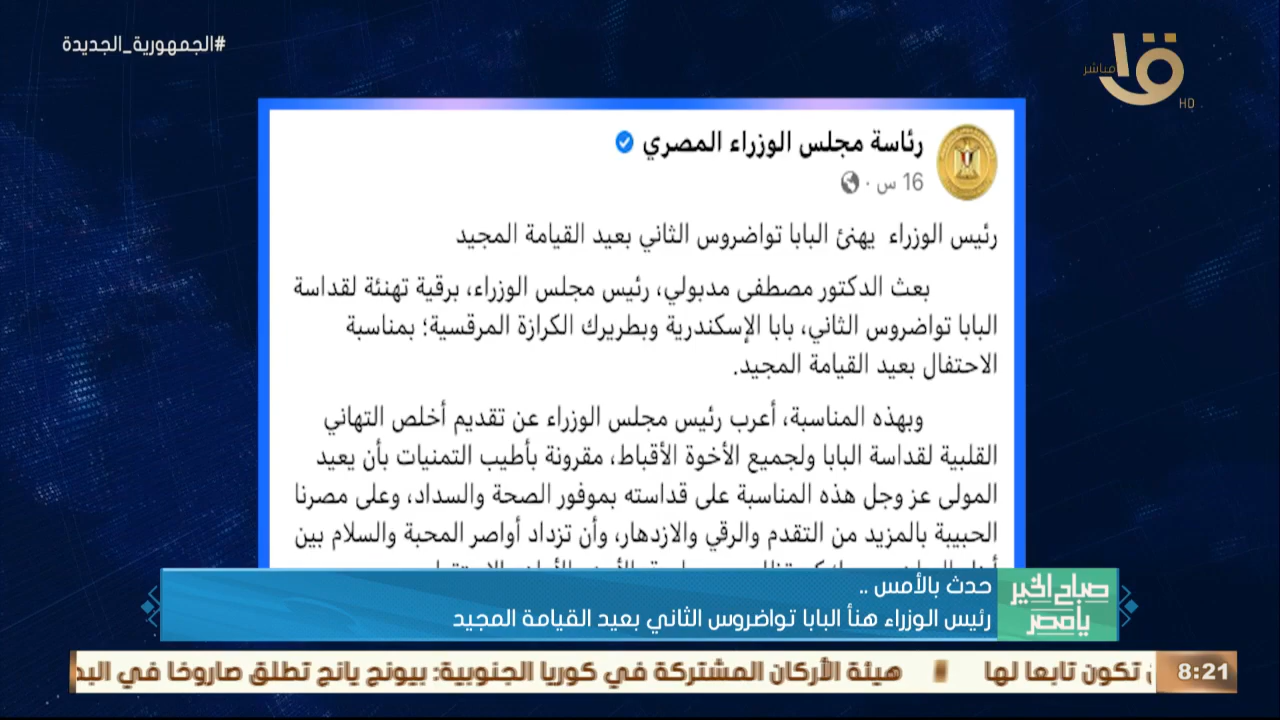 #الجمهورية_الجديدة
مباشر
HD
رئاسة مجلس الوزراء المصري
16 س ·
رئيس الوزراء يهنئ البابا تواضروس الثاني بعيد القيامة المجيد
بعث الدكتور مصطفى مدبولي، رئيس مجلس الوزراء، برقية تهنئة لقداسة
البابا تواضروس الثاني، بابا الإسكندرية وبطريرك الكرازة المرقسية؛ بمناسبة
الاحتفال بعيد القيامة المجيد.
وبهذه المناسبة، أعرب رئيس مجلس الوزراء عن تقديم أخلص التهاني
القلبية لقداسة البابا ولجميع الأخوة الأقباط، مقرونة بأطيب التمنيات بأن يعيد
المولى عز وجل هذه المناسبة على قداسته بموفور الصحة والسداد، وعلى مصرنا
الحبيبة بالمزيد من التقدم والرقي والازدهار، وأن تزداد أواصر المحبة والسلام بين
صباح الخير
يا مصر
حدث بالأمس ..
رئيس الوزراء هنأ البابا تواضروس الثاني بعيد القيامة المجيد
8:21
تكون تابعا لها
هيئة الأركان المشتركة في كوريا الجنوبية: بيونج يانج تطلق صاروخا في